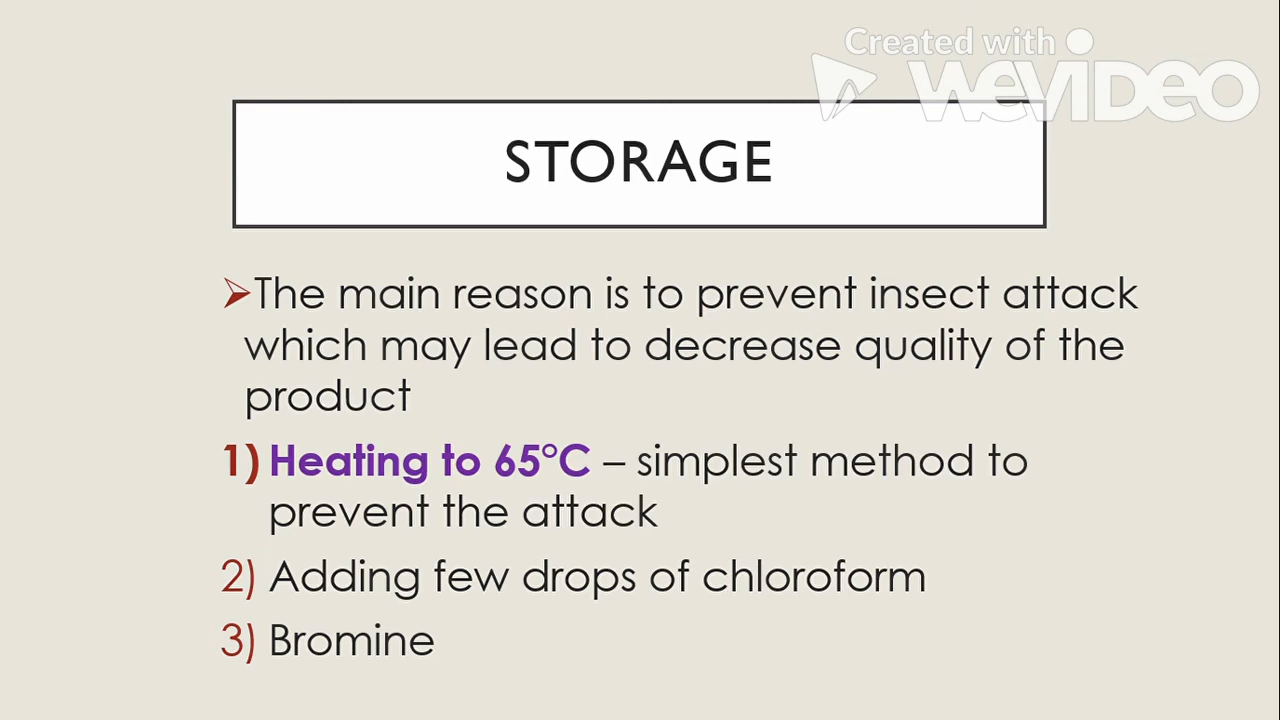 Created with
WeVideo
STORAGE
➢The main reason is to prevent insect attack
which may lead to decrease quality of the
product
1) Heating to 65°C – simplest method to
prevent the attack
2) Adding few drops of chloroform
3) Bromine